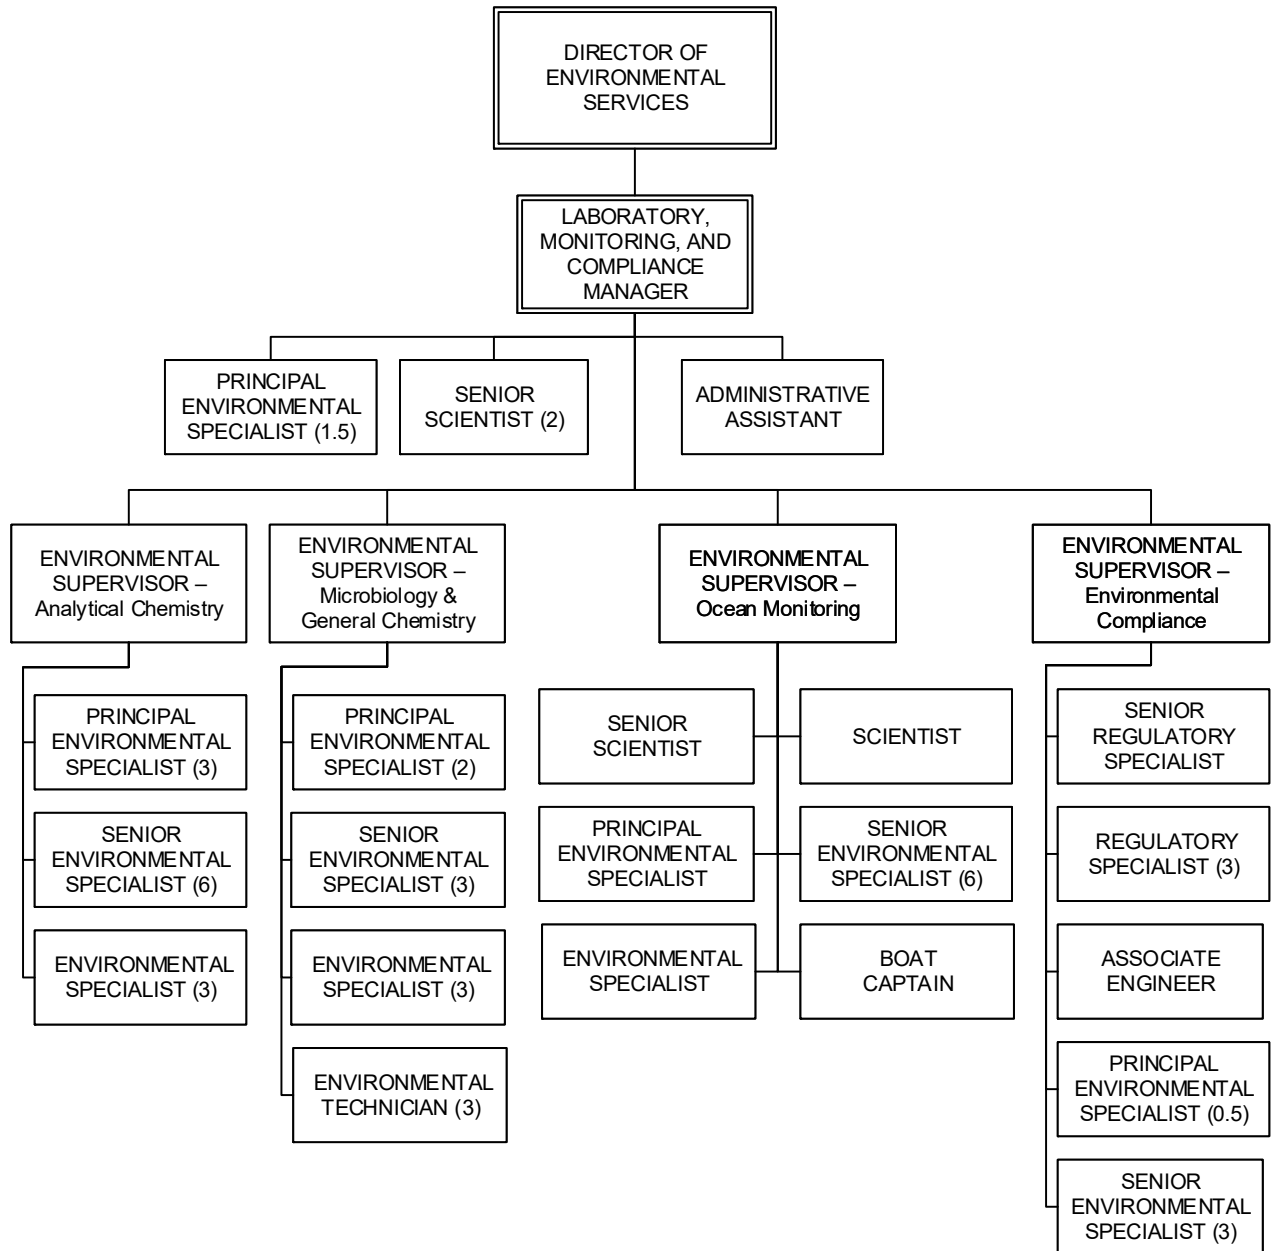 DIRECTOR OF
ENVIRONMENTAL
SERVICES
LABORATORY,
MONITORING, AND
COMPLIANCE
MANAGER
PRINCIPAL
ENVIRONMENTAL
SPECIALIST (1.5)
SENIOR
SCIENTIST (2)
ADMINISTRATIVE
ASSISTANT
ENVIRONMENTAL
SUPERVISOR –
Analytical Chemistry
ENVIRONMENTAL
SUPERVISOR –
Microbiology &
General Chemistry
ENVIRONMENTAL
SUPERVISOR –
Ocean Monitoring
ENVIRONMENTAL
SUPERVISOR –
Environmental
Compliance
PRINCIPAL
ENVIRONMENTAL
SPECIALIST (3)
SENIOR
ENVIRONMENTAL
SPECIALIST (6)
ENVIRONMENTAL
SPECIALIST (3)
PRINCIPAL
ENVIRONMENTAL
SPECIALIST (2)
SENIOR
ENVIRONMENTAL
SPECIALIST (3)
ENVIRONMENTAL
SPECIALIST (3)
ENVIRONMENTAL
TECHNICIAN (3)
SENIOR
SCIENTIST
SCIENTIST
PRINCIPAL
ENVIRONMENTAL
SPECIALIST
SENIOR
ENVIRONMENTAL
SPECIALIST (6)
ENVIRONMENTAL
SPECIALIST
BOAT
CAPTAIN
SENIOR
REGULATORY
SPECIALIST
REGULATORY
SPECIALIST (3)
ASSOCIATE
ENGINEER
PRINCIPAL
ENVIRONMENTAL
SPECIALIST (0.5)
SENIOR
ENVIRONMENTAL
SPECIALIST (3)